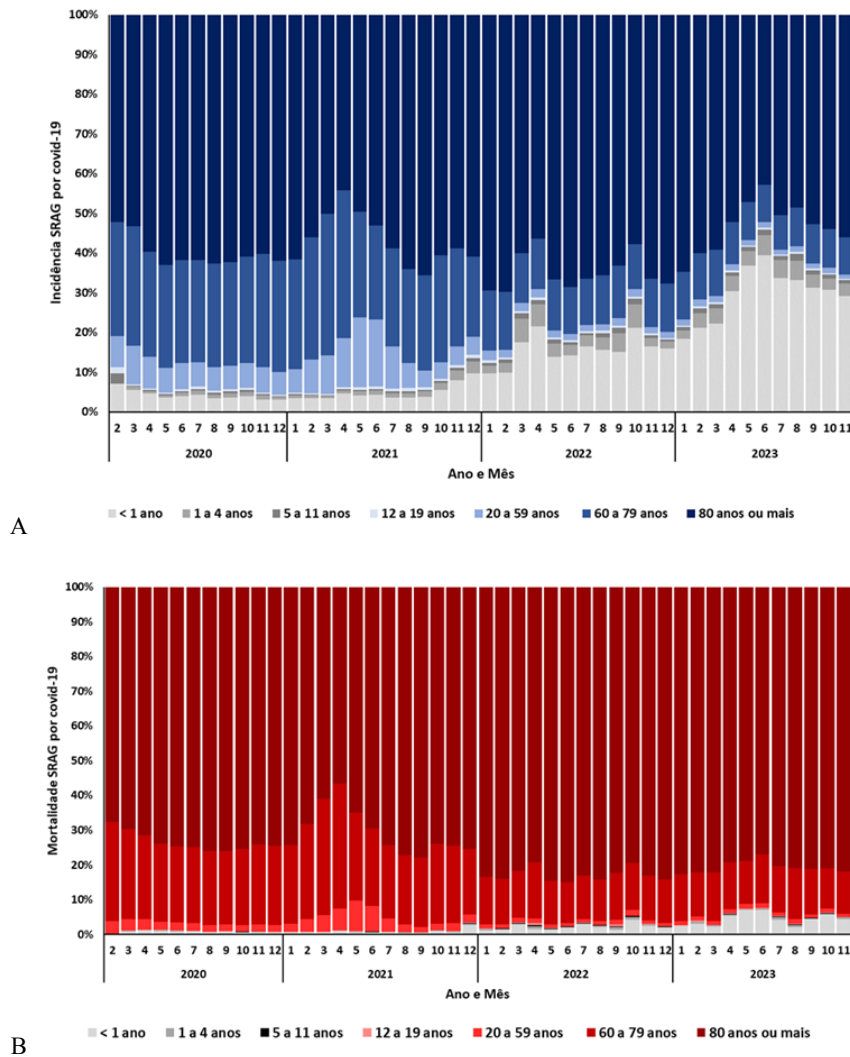 100%
90%
80%
70%
60%
50%
40%
30%
20%
10%
0%
Incidência SRAG por covid-19
2 3 4 5 6 7 8 9 10 11 12 1 2 3 4 5 6 7 8 9 10 11 12 1 2 3 4 5 6 7 8 9 10 11 12 1 2 3 4 5 6 7 8 9 10 11
2020 2021 2022 2023
Ano e Mês
< 1 ano 1 a 4 anos 5 a 11 anos 12 a 19 anos 20 a 59 anos 60 a 79 anos 80 anos ou mais
A
100%
90%
80%
70%
60%
50%
40%
30%
20%
10%
0%
Mortalidade SRAG por covid-19
2 3 4 5 6 7 8 9 10 11 12 1 2 3 4 5 6 7 8 9 10 11 12 1 2 3 4 5 6 7 8 9 10 11 12 1 2 3 4 5 6 7 8 9 10 11
2020 2021 2022 2023
Ano e Mês
< 1 ano 1 a 4 anos 5 a 11 anos 12 a 19 anos 20 a 59 anos 60 a 79 anos 80 anos ou mais
B